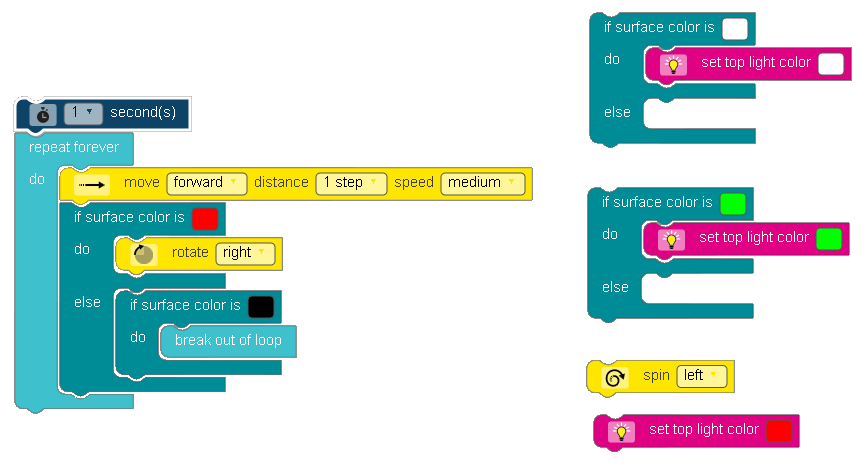 1 second(s)
repeat forever
do move forward distance 1 step speed medium
if surface color is
do rotate right
else if surface color is
do break out of loop
if surface color is
do set top light color
else
if surface color is
do set top light color
else
spin left
set top light color